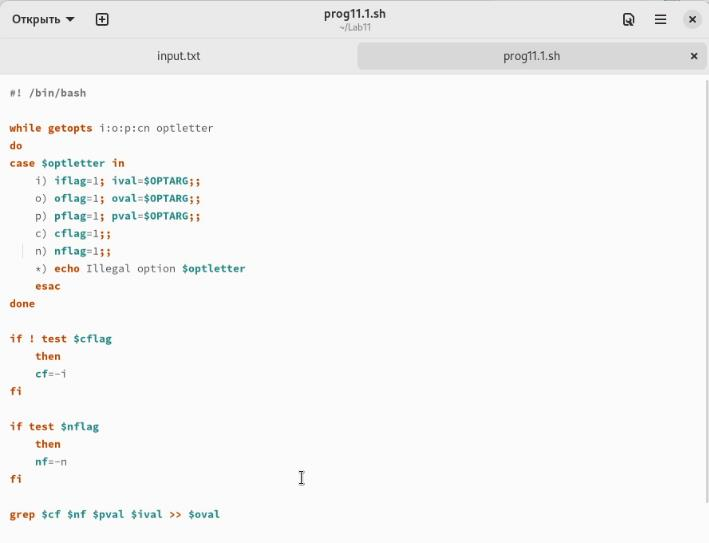 Открыть
prog11.1.sh
~/Lab11
input.txt
prog11.1.sh
#! /bin/bash
while getopts i:o:p:cn optletter
do
case $optletter in
    i) iflag=1; ival=$OPTARG;;
    o) oflag=1; oval=$OPTARG;;
    p) pflag=1; pval=$OPTARG;;
    c) cflag=1;;
    n) nflag=1;;
    *) echo Illegal option $optletter
    esac
done
if ! test $cflag
    then
    cf=-i
fi
if test $nflag
    then
    nf=-n
fi
grep $cf $nf $pval $ival >> $oval